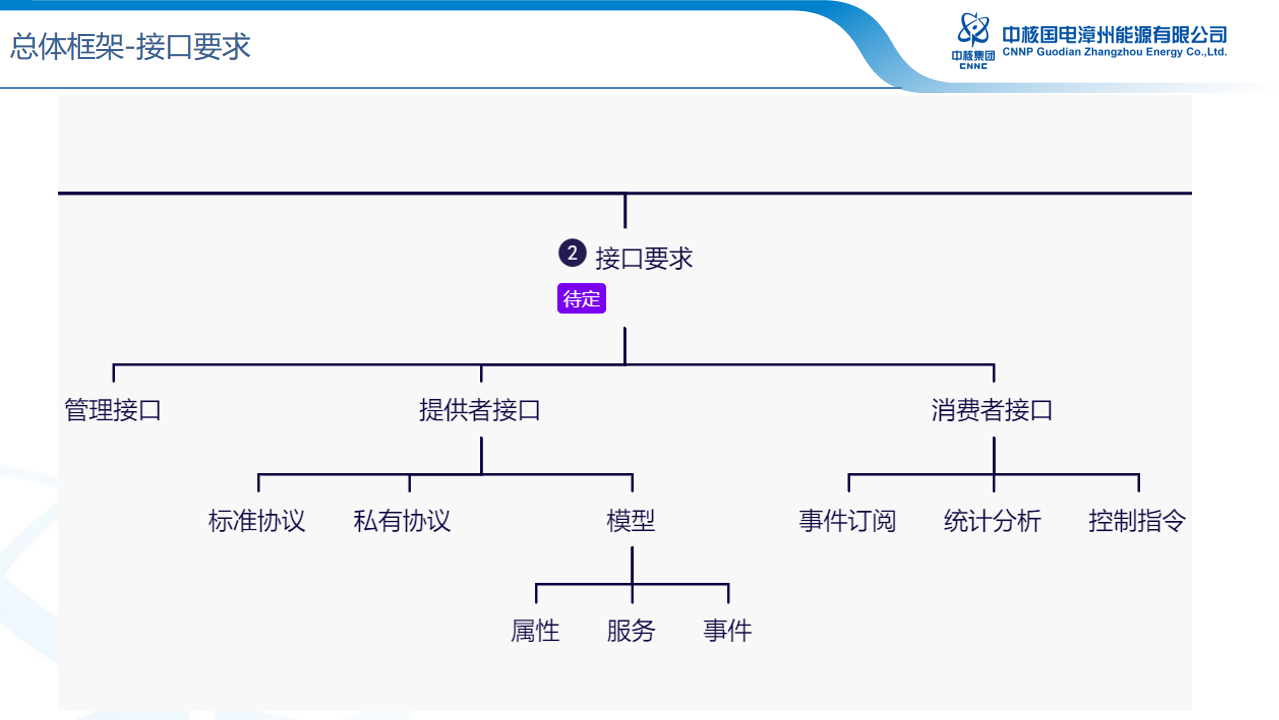 总体框架-接口要求
中核集团
CNNC
中核国电漳州能源有限公司
CNNP Guodian Zhangzhou Energy Co.,Ltd.
2 接口要求
待定
管理接口 提供者接口 消费者接口
标准协议 私有协议 模型 事件订阅 统计分析 控制指令
属性 服务 事件